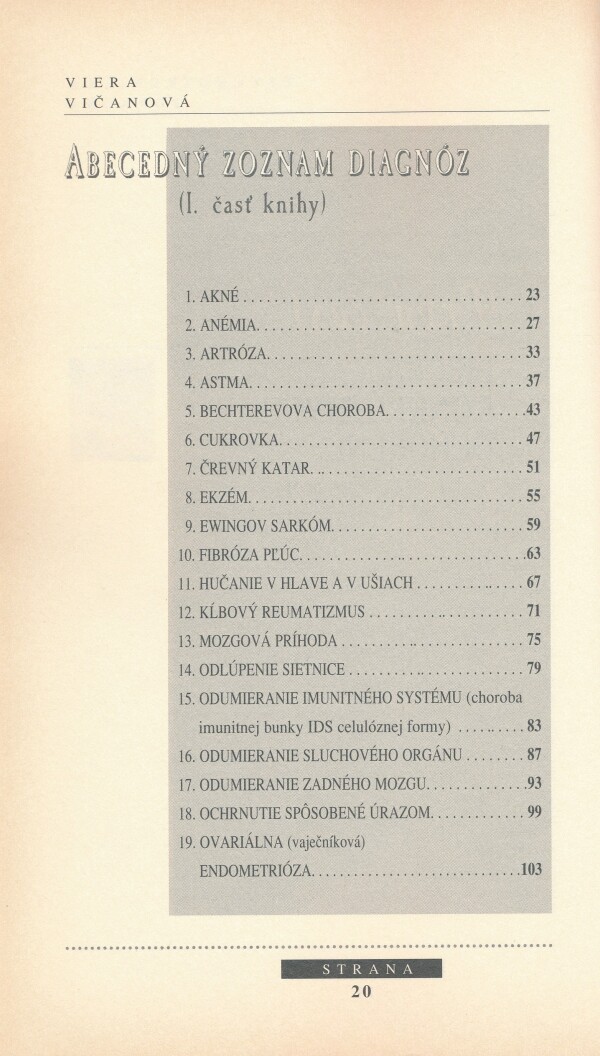 VIERA
VIČANOVÁ
ABECEDNÝ ZOZNAM DIAGNÓZ
(I. časť knihy)
1. AKNÉ . . . . . . . . . . . . . . . . . . . . . . . . . . . . . . . . . . . . 23
2. ANÉMIA. . . . . . . . . . . . . . . . . . . . . . . . . . . . . . . . . . 27
3. ARTRÓZA. . . . . . . . . . . . . . . . . . . . . . . . . . . . . . . . . 33
4. ASTMA. . . . . . . . . . . . . . . . . . . . . . . . . . . . . . . . . . . 37
5. BECHTEREVOVA CHOROBA. . . . . . . . . . . . . . . . . . .43
6. CUKROVKA. . . . . . . . . . . . . . . . . . . . . . . . . . . . . . . 47
7. ČREVNÝ KATAR. . . . . . . . . . . . . . . . . . . . . . . . . . . . 51
8. EKZÉM. . . . . . . . . . . . . . . . . . . . . . . . . . . . . . . . . . . 55
9. EWINGOV SARKÓM. . . . . . . . . . . . . . . . . . . . . . . . . 59
10. FIBRÓZA PĽÚC. . . . . . . . . . . . . . . . . . . . . . . . . . . . .63
11. HUČANIE V HLAVE A V UŠIACH . . . . . . . . . . . . . . 67
12. KĹBOVÝ REUMATIZMUS . . . . . . . . . . . . . . . . . . . . 71
13. MOZGOVÁ PRÍHODA . . . . . . . . . . . . . . . . . . . . . . . 75
14. ODLÚPENIE SIETNICE . . . . . . . . . . . . . . . . . . . . . . 79
15. ODUMIERANIE IMUNITNÉHO SYSTÉMU (choroba
imunitnej bunky IDS celulóznej formy) . . . . . . . . . 83
16. ODUMIERANIE SLUCHOVÉHO ORGÁNU . . . . . . . . 87
17. ODUMIERANIE ZADNÉHO MOZGU. . . . . . . . . . . . .93
18. OCHRNUTIE SPÔSOBENÉ ÚRAZOM. . . . . . . . . . . . 99
19. OVARIÁLNA (vaječníková)
ENDOMETRIÓZA. . . . . . . . . . . . . . . . . . . . . . . . . . .103
STRANA
20